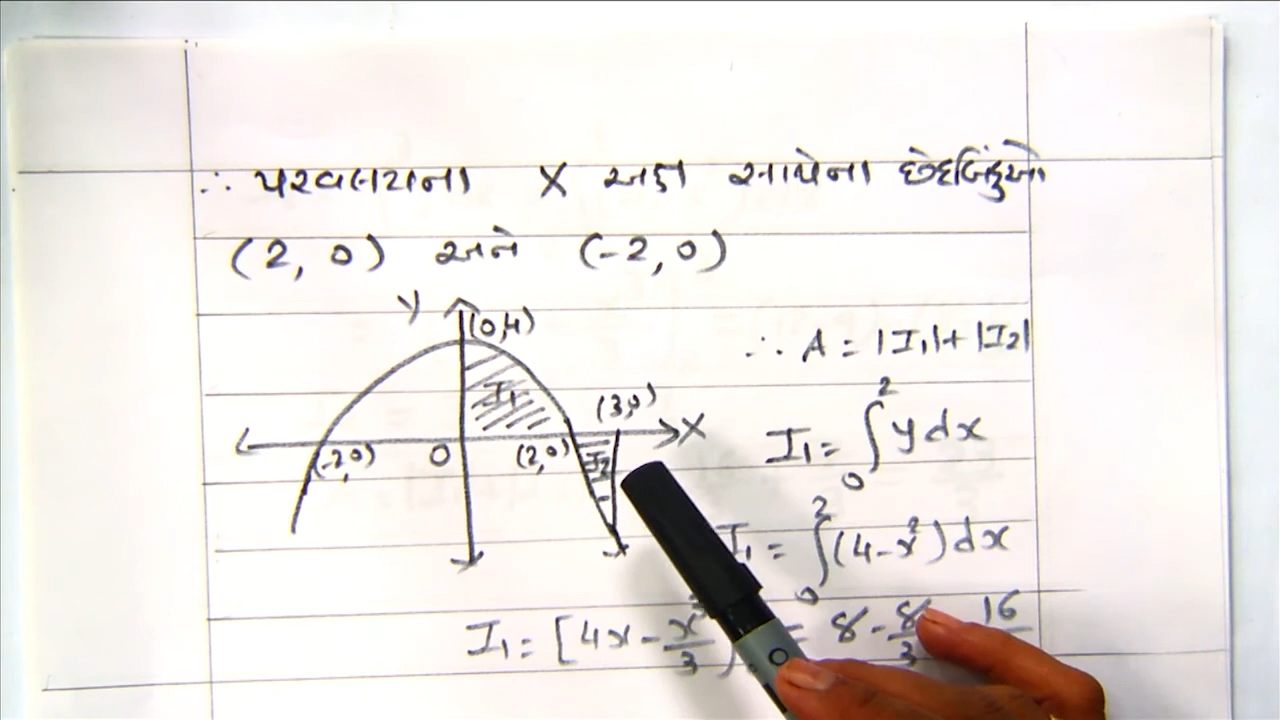 ∴ પરવલયના X અક્ષ સાથેના છેદબિંદુઓ
(2, 0) અને (-2, 0)
Y
(0,4)
∴ A = |I₁| + |I₂|
I₁
(3,0)
X
I₁ = ∫₀² y dx
(-2,0)
O
(2,0)
I₂
I₁ = ∫₀² (4-x²) dx
I₁ = [4x - x³/3] = 8 - 8/3 16